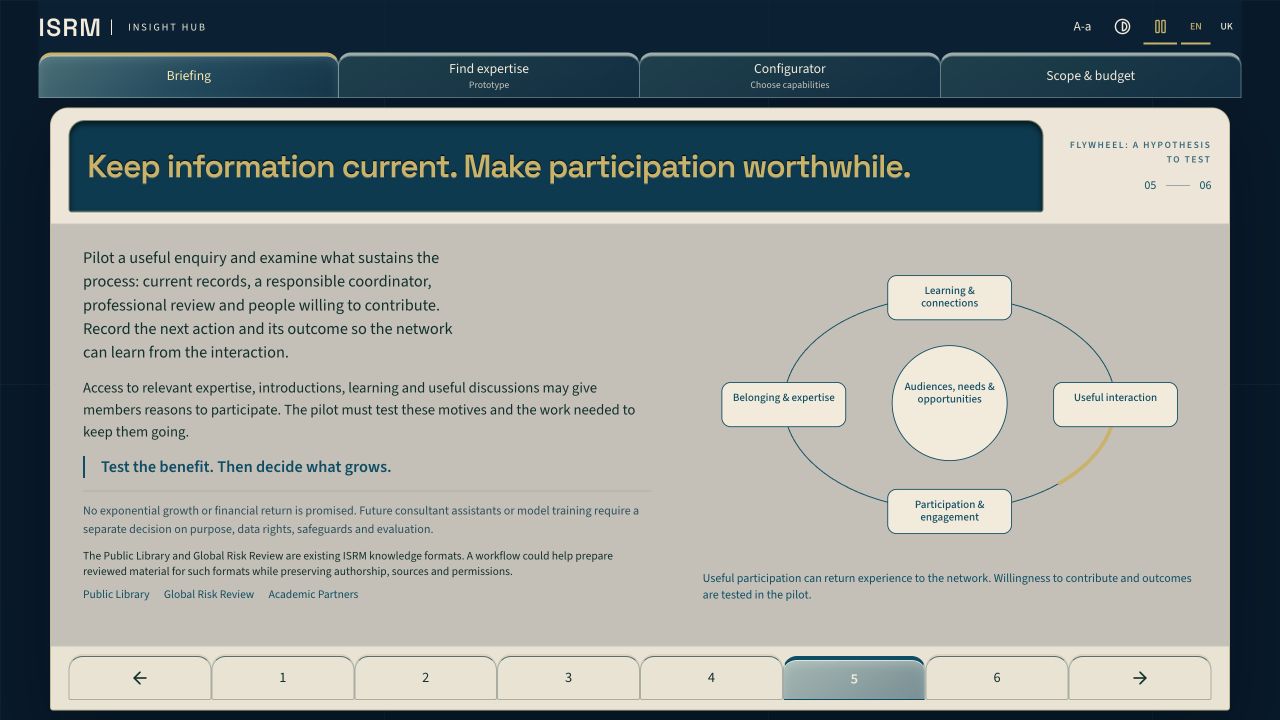 ISRM | INSIGHT HUB
A-a
EN
UK
Briefing
Find expertise
Prototype
Configurator
Choose capabilities
Scope & budget
Keep information current. Make participation worthwhile.
FLYWHEEL: A HYPOTHESIS
TO TEST
05 — 06
Pilot a useful enquiry and examine what sustains the
process: current records, a responsible coordinator,
professional review and people willing to contribute.
Record the next action and its outcome so the network
can learn from the interaction.
Access to relevant expertise, introductions, learning and useful discussions may give
members reasons to participate. The pilot must test these motives and the work needed to
keep them going.
Test the benefit. Then decide what grows.
No exponential growth or financial return is promised. Future consultant assistants or model training require a
separate decision on purpose, data rights, safeguards and evaluation.
The Public Library and Global Risk Review are existing ISRM knowledge formats. A workflow could help prepare
reviewed material for such formats while preserving authorship, sources and permissions.
Public Library Global Risk Review Academic Partners
Learning &
connections
Belonging & expertise
Audiences, needs &
opportunities
Useful interaction
Participation &
engagement
Useful participation can return experience to the network. Willingness to contribute and outcomes
are tested in the pilot.
← 1 2 3 4 5 6 →